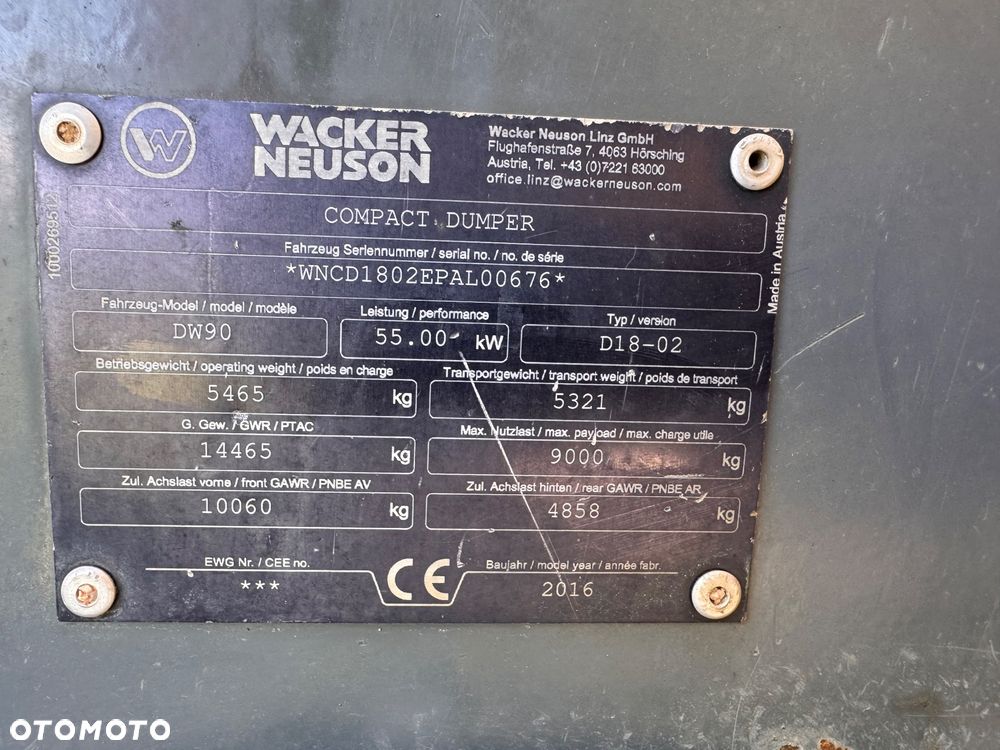 WACKER
NEUSON
Wacker Neuson Linz GmbH
Flughafenstraße 7, 4063 Hörsching
Austria, Tel. +43 (0)7221 63000
office.linz@wackerneuson.com
1000269512
COMPACT DUMPER
Fahrzeug Seriennummer / serial no. / no. de série
*WNCD1802EPAL00676*
Made in Austria
Fahrzeug-Model / model / modèle
DW90
Leistung / performance
55.00 kW
Typ / version
D18-02
Betriebsgewicht / operating weight / poids en charge
5465 kg
Transportgewicht / transport weight / poids de transport
5321 kg
G. Gew. / GWR / PTAC
14465 kg
Max. Nutzlast / max. payload / max. charge utile
9000 kg
Zul. Achslast vorne / front GAWR / PNBE AV
10060 kg
Zul. Achslast hinten / rear GAWR / PNBE AR
4858 kg
EWG Nr. / CEE no.
***
CE
Baujahr / model year / année fabr.
2016
OTOMOTO